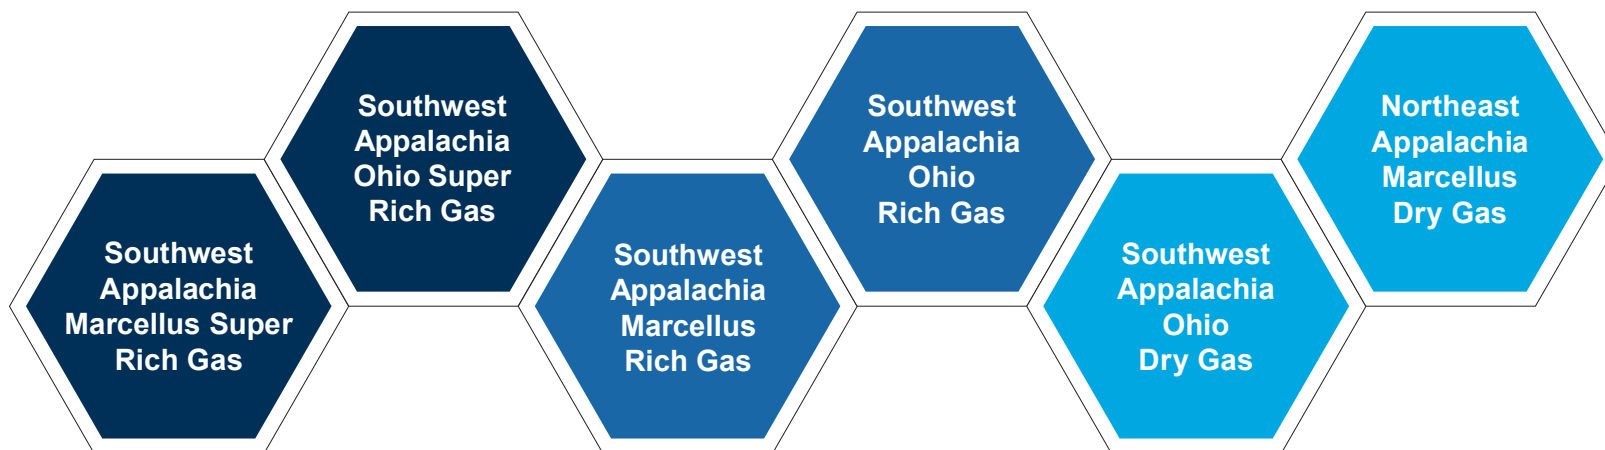 Southwest
Appalachia
Marcellus Super
Rich Gas
Southwest
Appalachia
Ohio Super
Rich Gas
Southwest
Appalachia
Marcellus
Rich Gas
Southwest
Appalachia
Ohio
Rich Gas
Southwest
Appalachia
Ohio
Dry Gas
Northeast
Appalachia
Marcellus
Dry Gas